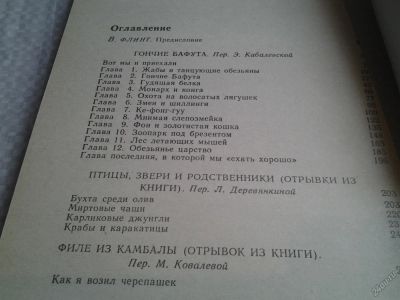 Оглавление
В. ФЛИНТ. Предисловие
ГОНЧИЕ БАФУТА. Пер. Э. Кабалевской
Вот мы и приехали
Глава 1. Жабы и танцующие обезьяны
Глава 2. Гончие Бафута
Глава 3. Гудящая белка
Глава 4. Монарх и конга
Глава 5. Охота на волосатых лягушек
Глава 6. Змеи и шиллинги
Глава 7. Ке-фонг-гуу
Глава 8. Мнимая слепозмейка
Глава 9. Фон и золотистая кошка
Глава 10. Зоопарк под брезентом
Глава 11. Лес летающих мышей
Глава 12. Обезьянье царство
Глава последняя, в которой мы «ехать хорошо»
ПТИЦЫ, ЗВЕРИ И РОДСТВЕННИКИ (ОТРЫВКИ ИЗ
КНИГИ). Пер. Л. Деревянкиной
Бухта среди олив
Миртовые чащи
Карликовые джунгли
Крабы и каракатицы
ФИЛЕ ИЗ КАМБАЛЫ (ОТРЫВОК ИЗ КНИГИ).
Пер. М. Ковалевой
Как я возил черепашек